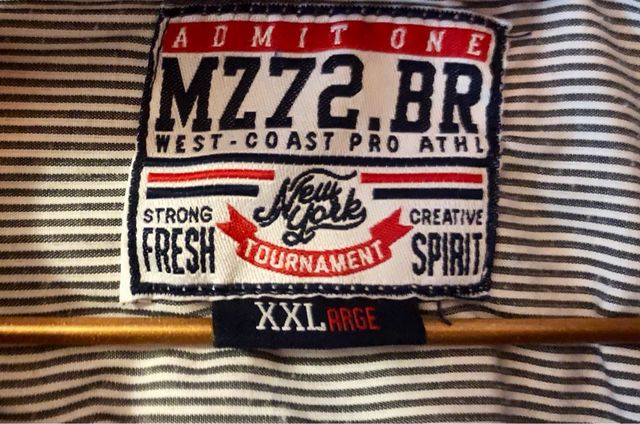 ADMIT ONE
MZ72.BR
WEST-COAST PRO ATHL
New
York
STRONG
FRESH
TOURNAMENT
CREATIVE
SPIRIT
XXLARGE